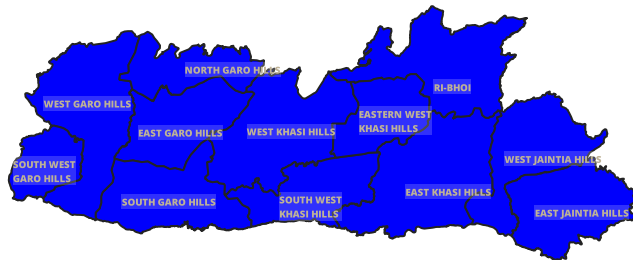 NORTH GARO HILLS
RI-BHOI
WEST GARO HILLS
EASTERN WEST
KHASI HILLS
EAST GARO HILLS
WEST KHASI HILLS
SOUTH WEST
GARO HILLS
WEST JAINTIA HILLS
EAST KHASI HILLS
SOUTH GARO HILLS
SOUTH WEST
KHASI HILLS
EAST JAINTIA HILLS